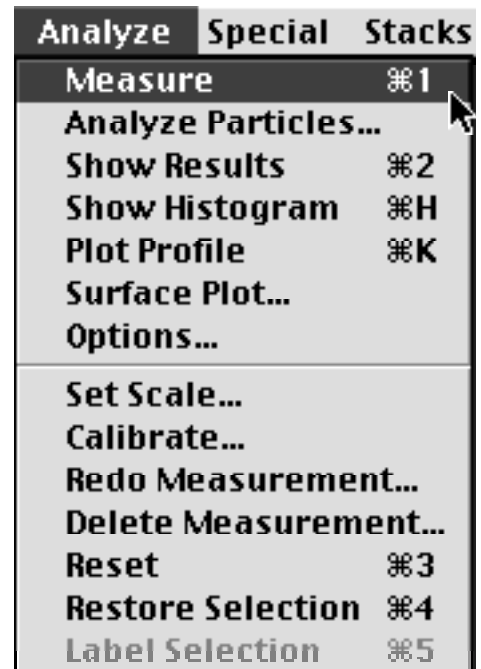 Analyze Special Stacks
Measure ⌘1
Analyze Particles...
Show Results ⌘2
Show Histogram ⌘H
Plot Profile ⌘K
Surface Plot...
Options...
Set Scale...
Calibrate...
Redo Measurement...
Delete Measurement...
Reset ⌘3
Restore Selection ⌘4
Label Selection ⌘5